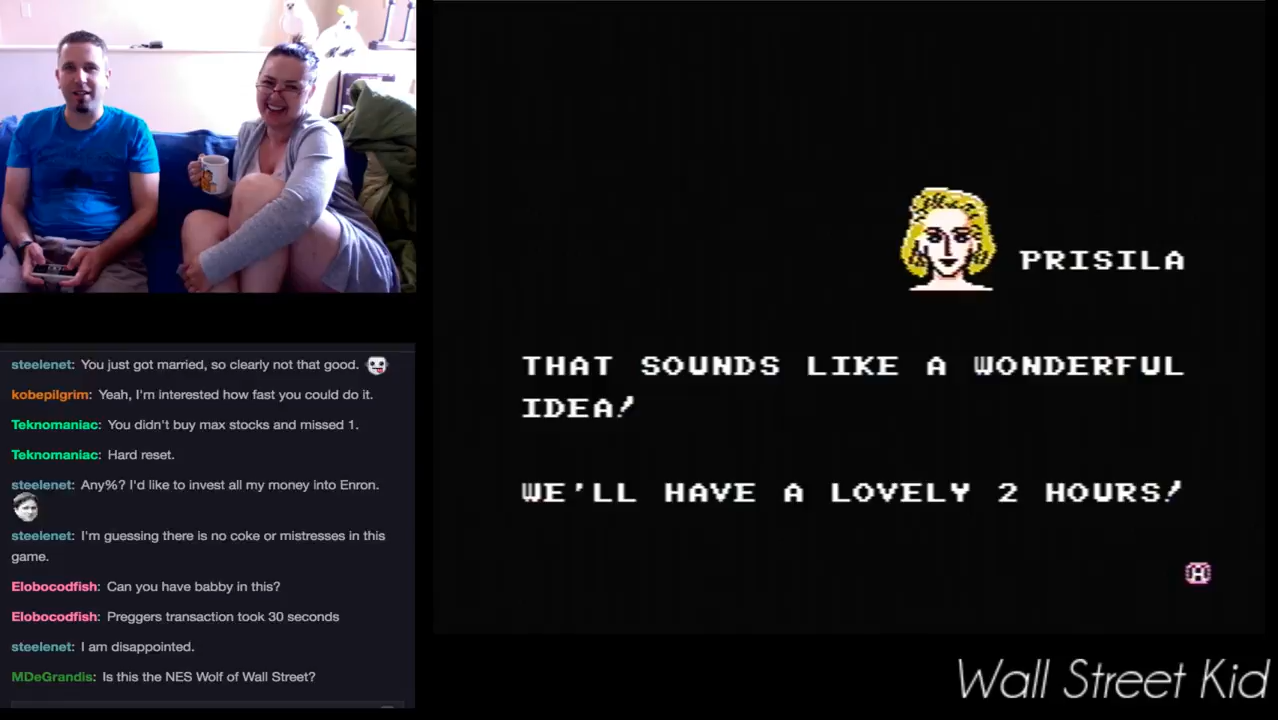 steelenet: You just got married, so clearly not that good.
kobepilgrim: Yeah, I'm interested how fast you could do it.
Teknomaniac: You didn't buy max stocks and missed 1.
Teknomaniac: Hard reset.
steelenet: Any%? I'd like to invest all my money into Enron.
steelenet: I'm guessing there is no coke or mistresses in this
game.
Elobocodfish: Can you have babby in this?
Elobocodfish: Preggers transaction took 30 seconds
steelenet: I am disappointed.
MDeGrandis: Is this the NES Wolf of Wall Street?
PRISILA
THAT SOUNDS LIKE A WONDERFUL
IDEA!
WE'LL HAVE A LOVELY 2 HOURS!
H
Wall Street Kid